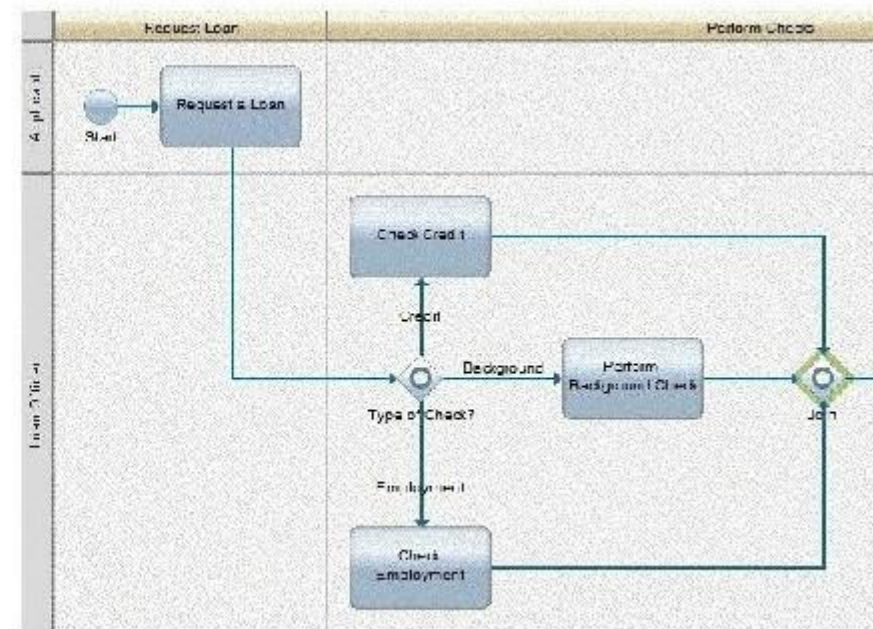 Request Loan
Perform Checks
Applicant
Request a Loan
Start
Check Credit
Credit
Background
Perform
Background Check
Type of Check?
Join
Loan Officer
Employment
Check
Employment